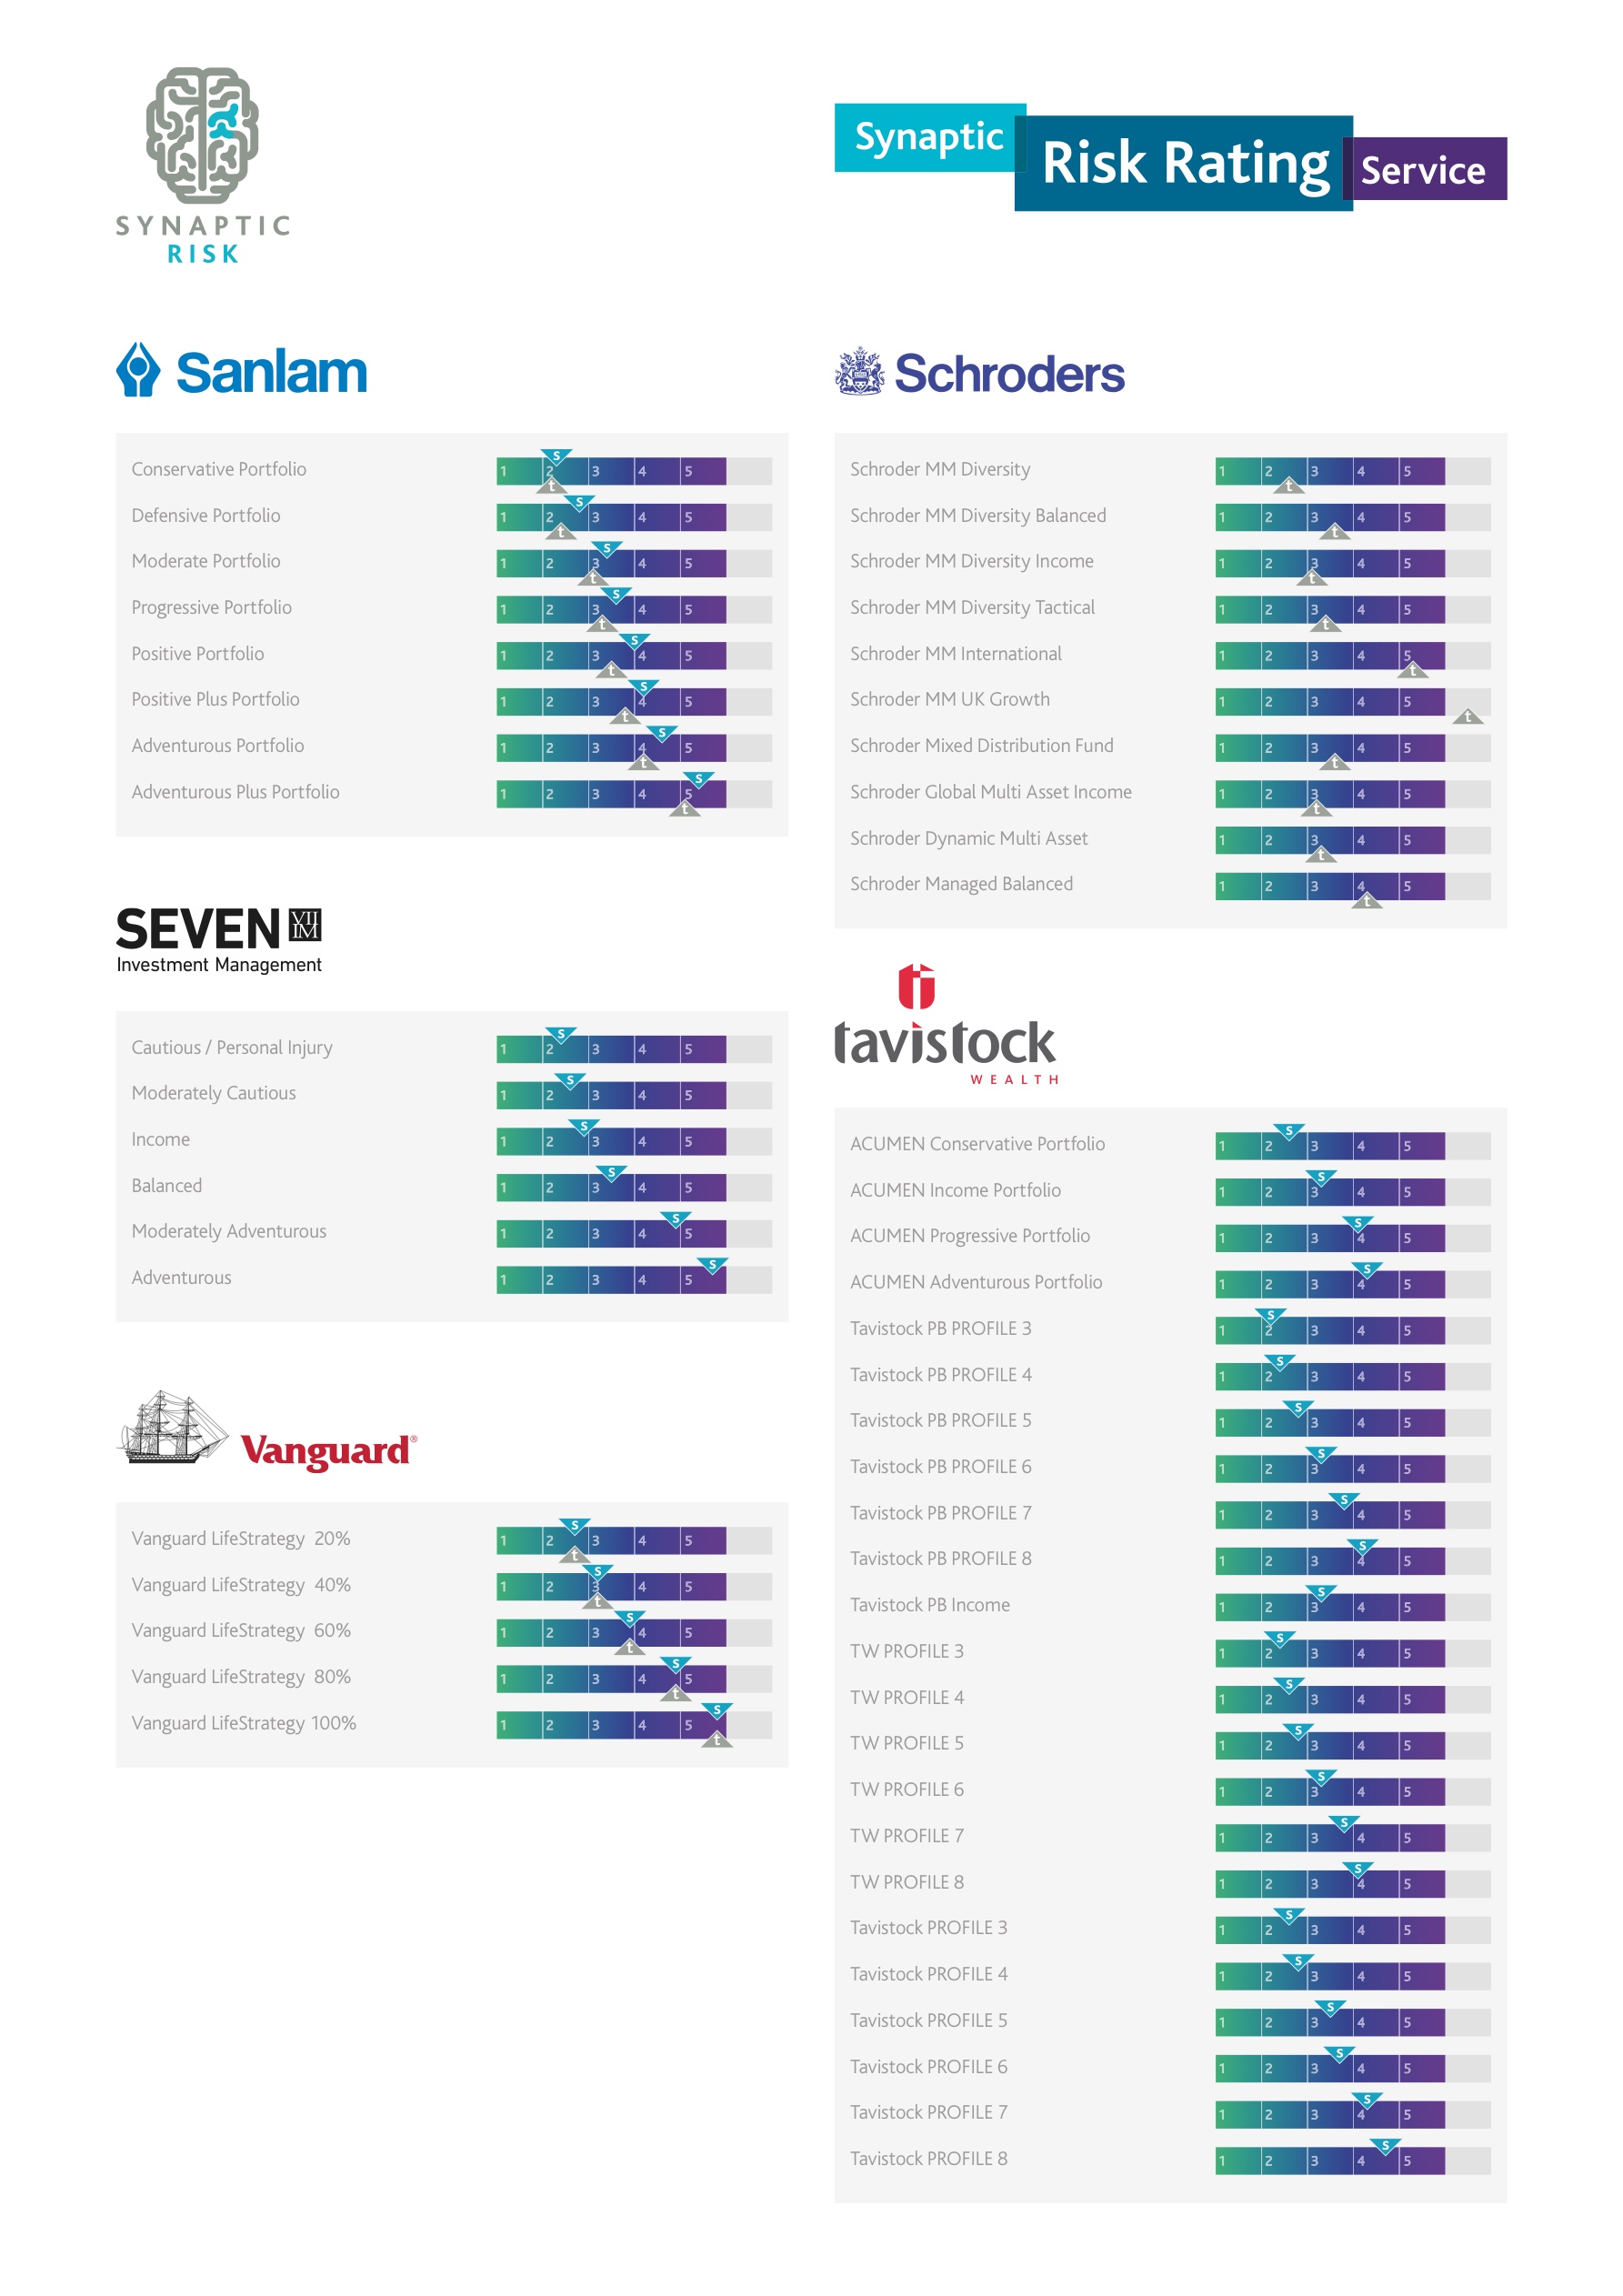 SYNAPTIC
RISK
Synaptic Risk Rating Service
Sanlam
Conservative Portfolio 1 2 3 4 5 s t
Defensive Portfolio 1 2 3 4 5 s t
Moderate Portfolio 1 2 3 4 5 s t
Progressive Portfolio 1 2 3 4 5 s t
Positive Portfolio 1 2 3 4 5 s t
Positive Plus Portfolio 1 2 3 4 5 s t
Adventurous Portfolio 1 2 3 4 5 s t
Adventurous Plus Portfolio 1 2 3 4 5 s t
SEVEN VII IM
Investment Management
Cautious / Personal Injury 1 2 3 4 5 s
Moderately Cautious 1 2 3 4 5 s
Income 1 2 3 4 5 s
Balanced 1 2 3 4 5 s
Moderately Adventurous 1 2 3 4 5 s
Adventurous 1 2 3 4 5 s
Vanguard®
Vanguard LifeStrategy 20% 1 2 3 4 5 s t
Vanguard LifeStrategy 40% 1 2 3 4 5 s t
Vanguard LifeStrategy 60% 1 2 3 4 5 s t
Vanguard LifeStrategy 80% 1 2 3 4 5 s t
Vanguard LifeStrategy 100% 1 2 3 4 5 s t
Schroders
Schroder MM Diversity 1 2 3 4 5 t
Schroder MM Diversity Balanced 1 2 3 4 5 t
Schroder MM Diversity Income 1 2 3 4 5 t
Schroder MM Diversity Tactical 1 2 3 4 5 t
Schroder MM International 1 2 3 4 5 t
Schroder MM UK Growth 1 2 3 4 5 t
Schroder Mixed Distribution Fund 1 2 3 4 5 t
Schroder Global Multi Asset Income 1 2 3 4 5 t
Schroder Dynamic Multi Asset 1 2 3 4 5 t
Schroder Managed Balanced 1 2 3 4 5 t
tavistock
WEALTH
ACUMEN Conservative Portfolio 1 2 3 4 5 s
ACUMEN Income Portfolio 1 2 3 4 5 s
ACUMEN Progressive Portfolio 1 2 3 4 5 s
ACUMEN Adventurous Portfolio 1 2 3 4 5 s
Tavistock PB PROFILE 3 1 2 3 4 5 s
Tavistock PB PROFILE 4 1 2 3 4 5 s
Tavistock PB PROFILE 5 1 2 3 4 5 s
Tavistock PB PROFILE 6 1 2 3 4 5 s
Tavistock PB PROFILE 7 1 2 3 4 5 s
Tavistock PB PROFILE 8 1 2 3 4 5 s
Tavistock PB Income 1 2 3 4 5 s
TW PROFILE 3 1 2 3 4 5 s
TW PROFILE 4 1 2 3 4 5 s
TW PROFILE 5 1 2 3 4 5 s
TW PROFILE 6 1 2 3 4 5 s
TW PROFILE 7 1 2 3 4 5 s
TW PROFILE 8 1 2 3 4 5 s
Tavistock PROFILE 3 1 2 3 4 5 s
Tavistock PROFILE 4 1 2 3 4 5 s
Tavistock PROFILE 5 1 2 3 4 5 s
Tavistock PROFILE 6 1 2 3 4 5 s
Tavistock PROFILE 7 1 2 3 4 5 s
Tavistock PROFILE 8 1 2 3 4 5 s